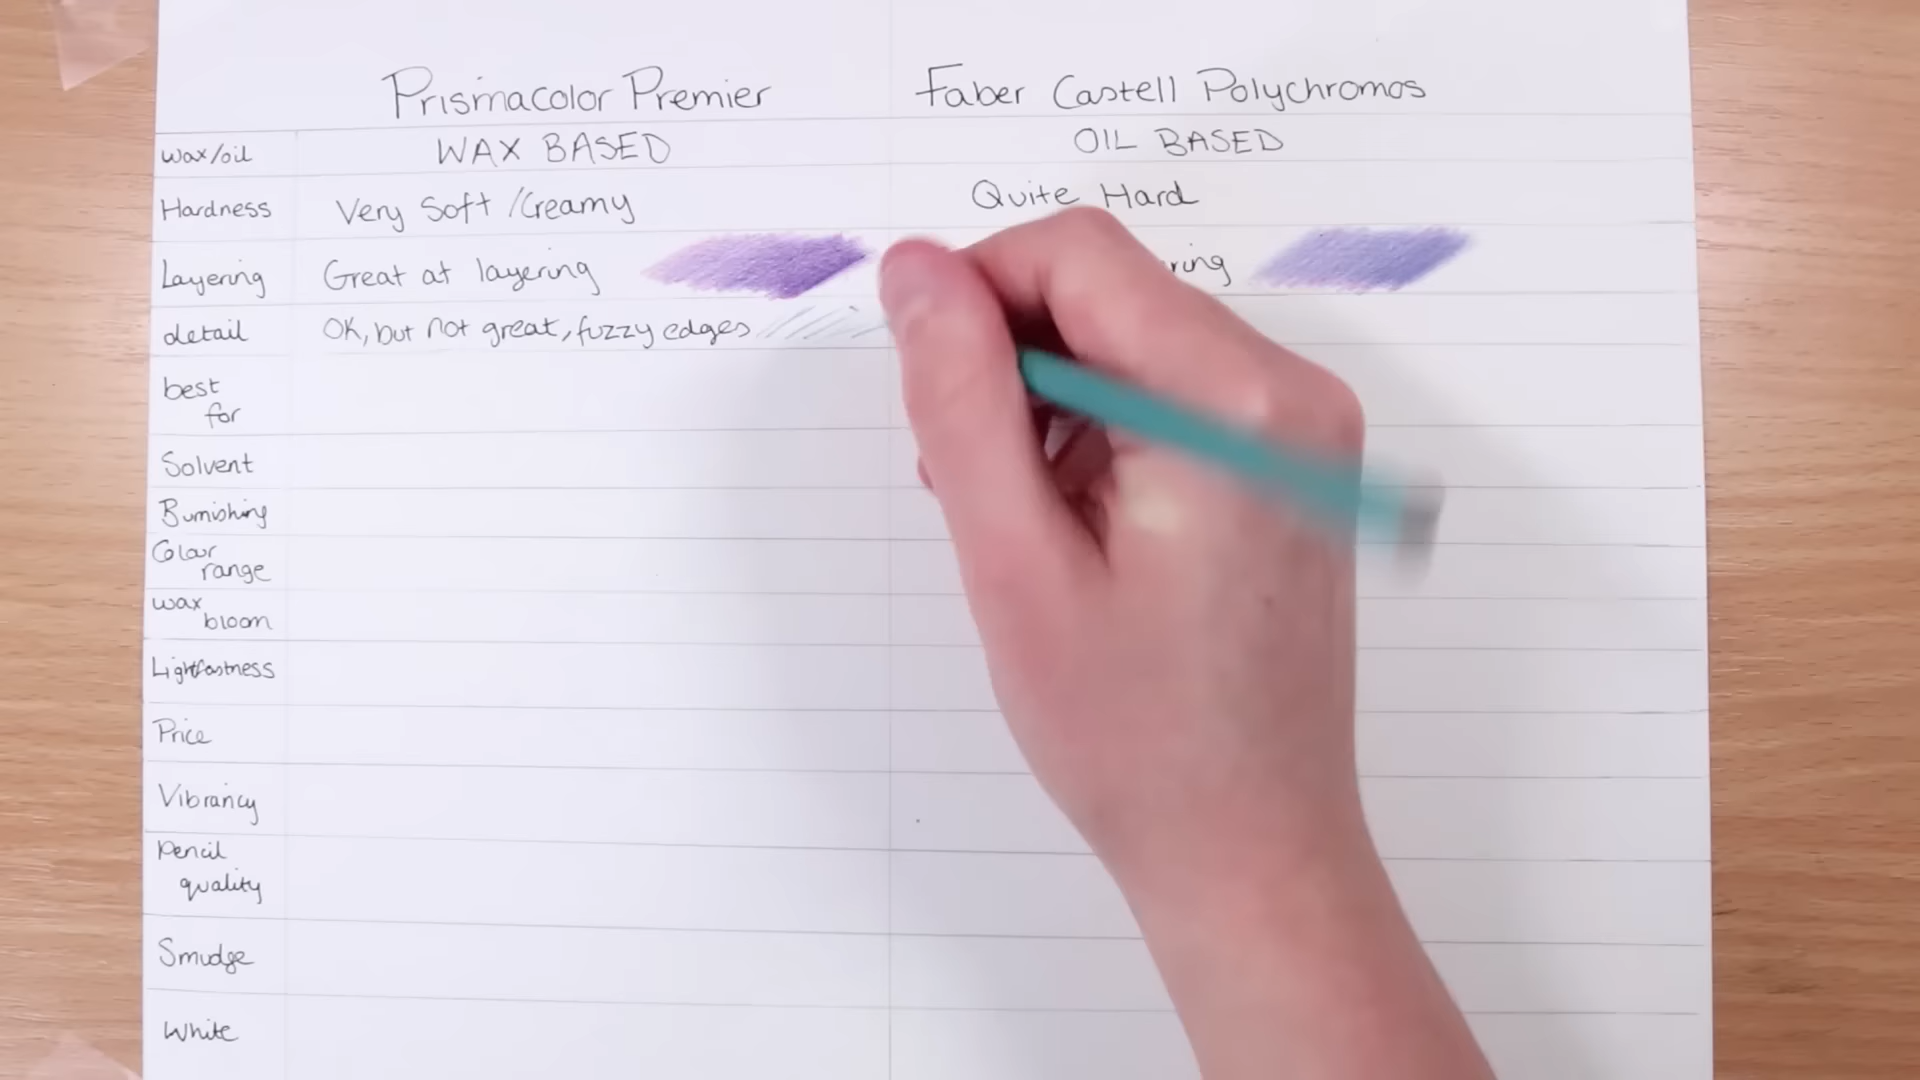 Prismacolor Premier Faber Castell Polychromos
wax/oil WAX BASED OIL BASED
Hardness Very Soft / Creamy Quite Hard
Layering Great at layering
detail OK, but not great, fuzzy edges
best
for
Solvent
Burnishing
Colour
range
wax
bloom
Lightfastness
Price
Vibrancy
Pencil
quality
Smudge
White